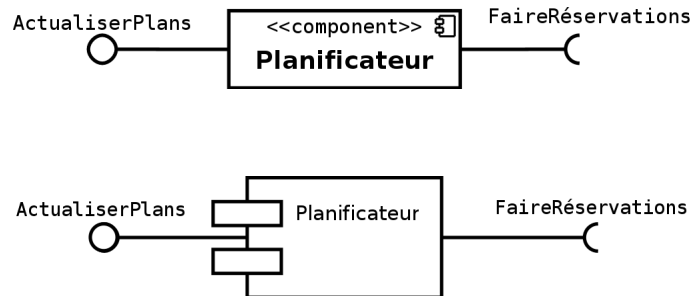 ActualiserPlans
<<component>>
FaireRéservations
Planificateur
ActualiserPlans
Planificateur
FaireRéservations